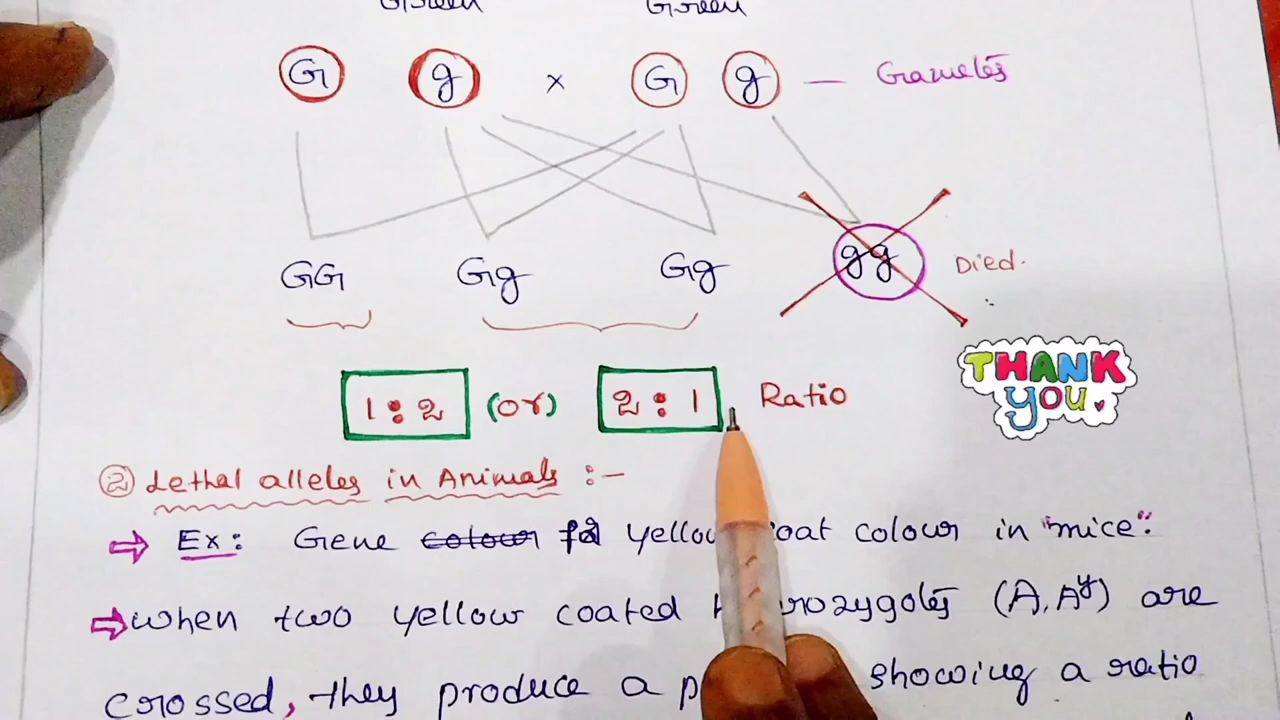 Green Green
G g × G g — Gametes
GG Gg Gg gg Died.
THANK
YOU
1 : 2 (or) 2 : 1 Ratio
② Lethal alleles in Animals :-
⇒ Ex: Gene colour for yellow coat colour in "mice".
⇒ when two yellow coated (A, Aʸ) are
crossed, they produce a showing a ratio